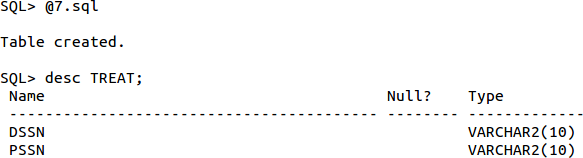 SQL> @7.sql
Table created.
SQL> desc TREAT;
Name Null? Type
----------------------------------------- -------- -------------
DSSN VARCHAR2(10)
PSSN VARCHAR2(10)